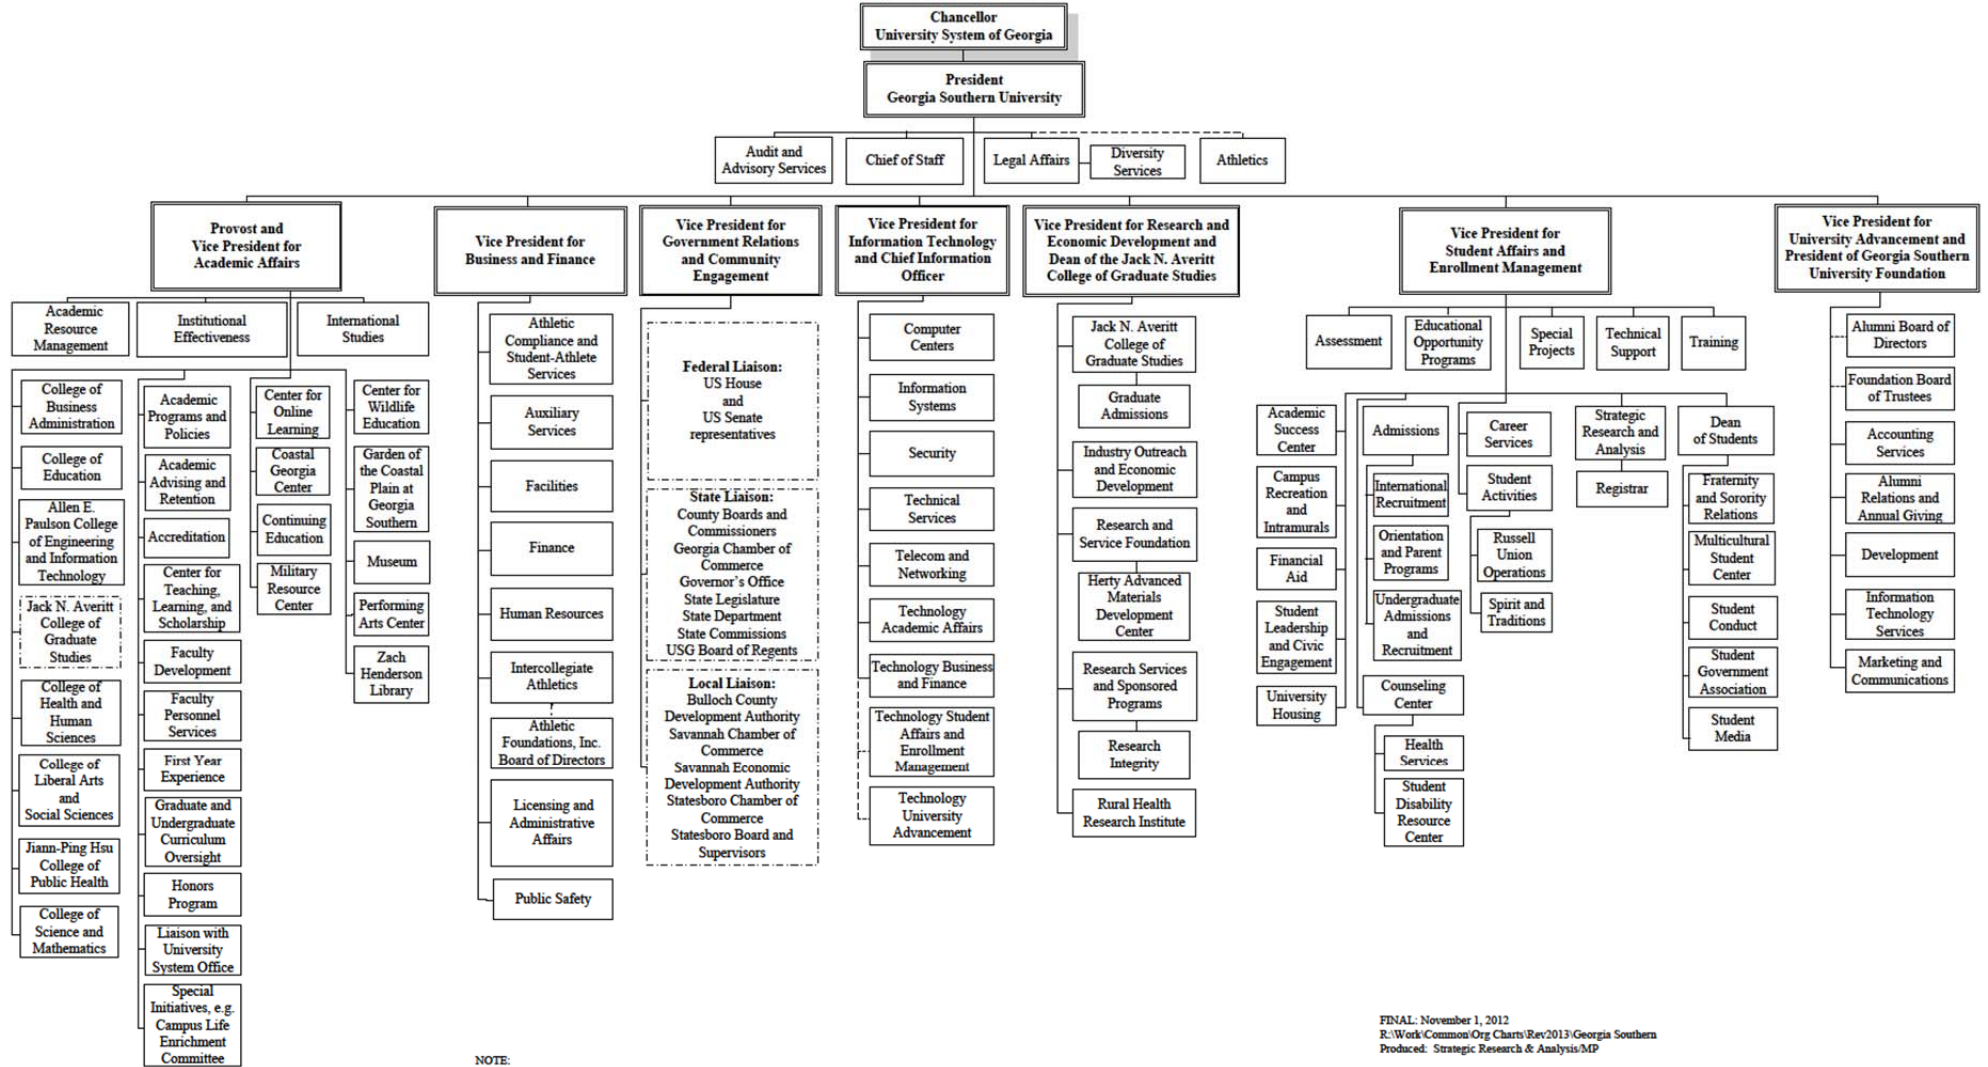 Chancellor
University System of Georgia
President
Georgia Southern University
Audit and
Advisory Services
Chief of Staff
Legal Affairs
Diversity
Services
Athletics
Provost and
Vice President for
Academic Affairs
Academic
Resource
Management
Institutional
Effectiveness
International
Studies
College of
Business
Administration
College of
Education
Allen E.
Paulson College
of Engineering
and Information
Technology
Jack N. Averitt
College of
Graduate
Studies
College of
Health and
Human
Sciences
College of
Liberal Arts
and
Social Sciences
Jiann-Ping Hsu
College of
Public Health
College of
Science and
Mathematics
Academic
Programs and
Policies
Academic
Advising and
Retention
Accreditation
Center for
Teaching,
Learning, and
Scholarship
Faculty
Development
Faculty
Personnel
Services
First Year
Experience
Graduate and
Undergraduate
Curriculum
Oversight
Honors
Program
Liaison with
University
System Office
Special
Initiatives, e.g.
Campus Life
Enrichment
Committee
Center for
Online
Learning
Coastal
Georgia
Center
Continuing
Education
Military
Resource
Center
Center for
Wildlife
Education
Garden of
the Coastal
Plain at
Georgia
Southern
Museum
Performing
Arts Center
Zach
Henderson
Library
Vice President for
Business and Finance
Athletic
Compliance and
Student-Athlete
Services
Auxiliary
Services
Facilities
Finance
Human Resources
Intercollegiate
Athletics
Athletic
Foundations, Inc.
Board of Directors
Licensing and
Administrative
Affairs
Public Safety
Vice President for
Government Relations
and Community
Engagement
Federal Liaison:
US House
and
US Senate
representatives
State Liaison:
County Boards and
Commissioners
Georgia Chamber of
Commerce
Governor's Office
State Legislature
State Department
State Commissions
USG Board of Regents
Local Liaison:
Bulloch County
Development Authority
Savannah Chamber of
Commerce
Savannah Economic
Development Authority
Statesboro Chamber of
Commerce
Statesboro Board and
Supervisors
Vice President for
Information Technology
and Chief Information
Officer
Computer
Centers
Information
Systems
Security
Technical
Services
Telecom and
Networking
Technology
Academic Affairs
Technology Business
and Finance
Technology Student
Affairs and
Enrollment
Management
Technology
University
Advancement
Vice President for Research and
Economic Development and
Dean of the Jack N. Averitt
College of Graduate Studies
Jack N. Averitt
College of
Graduate Studies
Graduate
Admissions
Industry Outreach
and Economic
Development
Research and
Service Foundation
Herty Advanced
Materials
Development
Center
Research Services
and Sponsored
Programs
Research
Integrity
Rural Health
Research Institute
Vice President for
Student Affairs and
Enrollment Management
Assessment
Educational
Opportunity
Programs
Special
Projects
Technical
Support
Training
Academic
Success
Center
Campus
Recreation
and
Intramurals
Financial
Aid
Student
Leadership
and Civic
Engagement
University
Housing
Admissions
International
Recruitment
Orientation
and Parent
Programs
Undergraduate
Admissions
and
Recruitment
Counseling
Center
Health
Services
Student
Disability
Resource
Center
Career
Services
Student
Activities
Russell
Union
Operations
Spirit and
Traditions
Strategic
Research and
Analysis
Registrar
Dean
of Students
Fraternity
and Sorority
Relations
Multicultural
Student
Center
Student
Conduct
Student
Government
Association
Student
Media
Vice President for
University Advancement and
President of Georgia Southern
University Foundation
Alumni Board of
Directors
Foundation Board
of Trustees
Accounting
Services
Alumni
Relations and
Annual Giving
Development
Information
Technology
Services
Marketing and
Communications
NOTE:
FINAL: November 1, 2012
R:\Work\Common\Org Charts\Rev2013\Georgia Southern
Produced: Strategic Research & Analysis/MP